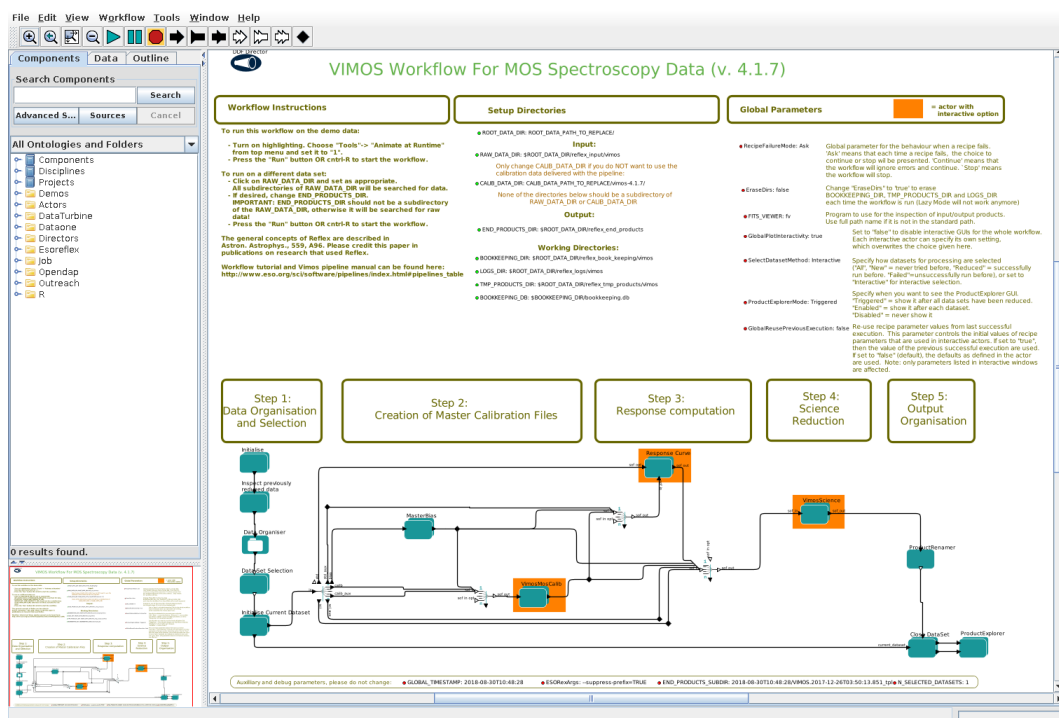 File Edit View Workflow Tools Window Help
Components Data Outline
Search Components
Search
Advanced S... Sources Cancel
All Ontologies and Folders
Components
Disciplines
Projects
Demos
Actors
DataTurbine
Dataone
Directors
Esoreflex
Job
Opendap
Outreach
R
0 results found.
DDF Director
VIMOS Workflow For MOS Spectroscopy Data (v. 4.1.7)
Workflow Instructions
To run this workflow on the demo data:
- Turn on highlighting. Choose "Tools"-> "Animate at Runtime"
from top menu and set it to "1".
- Press the "Run" button OR cntrl-R to start the workflow.
To run on a different data set:
- Click on RAW_DATA_DIR and set as appropriate.
All subdirectories of RAW_DATA_DIR will be searched for data.
- If desired, change END_PRODUCTS_DIR.
IMPORTANT: END_PRODUCTS_DIR should not be a subdirectory
of the RAW_DATA_DIR, otherwise it will be searched for raw
data!
- Press the "Run" button OR cntrl-R to start the workflow.
The general concepts of Reflex are described in
Astron. Astrophys., 559, A96. Please credit this paper in
publications on research that used Reflex.
Workflow tutorial and Vimos pipeline manual can be found here:
http://www.eso.org/sci/software/pipelines/index.html#pipelines_table
Setup Directories
ROOT_DATA_DIR: ROOT_DATA_PATH_TO_REPLACE/
Input:
RAW_DATA_DIR: $ROOT_DATA_DIR/reflex_input/vimos
Only change CALIB_DATA_DIR if you do NOT want to use the
calibration data delivered with the pipeline:
CALIB_DATA_DIR: CALIB_DATA_PATH_TO_REPLACE/vimos-4.1.7/
None of the directories below should be a subdirectory of
RAW_DATA_DIR or CALIB_DATA_DIR.
Output:
END_PRODUCTS_DIR: $ROOT_DATA_DIR/reflex_end_products
Working Directories:
BOOKKEEPING_DIR: $ROOT_DATA_DIR/reflex_book_keeping/vimos
LOGS_DIR: $ROOT_DATA_DIR/reflex_logs/vimos
TMP_PRODUCTS_DIR: $ROOT_DATA_DIR/reflex_tmp_products/vimos
BOOKKEEPING_DB: $BOOKKEEPING_DIR/bookkeeping.db
Global Parameters
= actor with
interactive option
RecipeFailureMode: Ask
Global parameter for the behaviour when a recipe fails.
'Ask' means that each time a recipe fails, the choice to
continue or stop will be presented. 'Continue' means that
the workflow will ignore errors and continue. `Stop' means
the workflow will stop.
EraseDirs: false
Change "EraseDirs" to 'true' to erase
BOOKKEEPING_DIR, TMP_PRODUCTS_DIR and LOGS_DIR
each time the workflow is run (Lazy Mode will not work anymore)
FITS_VIEWER: fv
Program to use for the inspection of input/output products.
Use full path name if it is not in the standard path.
GlobalPlotInteractivity: true
Set to "false" to disable interactive GUIs for the whole workflow.
Each interactive actor can specify its own setting,
which overwrites the choice given here.
SelectDatasetMethod: Interactive
Specify how datasets for processing are selected
("All", "New" = never tried before, "Reduced" = successfully
run before, "Failed"=unsuccessfully run before), or set to
"Interactive" for interactive selection.
ProductExplorerMode: Triggered
Specify when you want to see the ProductExplorer GUI.
"Triggered" = show it after all data sets have been reduced.
"Enabled" = show it after each dataset.
"Disabled" = never show it
GlobalReusePreviousExecution: false
Re-use recipe parameter values from last successful
execution. This parameter controls the initial values of recipe
parameters that are used in interactive actors. If set to "true",
then the value of the previous successful execution are used.
If set to "false" (default), the defaults as defined in the actor
are used. Note: only parameters listed in interactive windows
are affected.
Step 1:
Data Organisation
and Selection
Step 2:
Creation of Master Calibration Files
Step 3:
Response computation
Step 4:
Science
Reduction
Step 5:
Output
Organisation
Initialise
Inspect previously
reduced data
Data Organiser
DataSet Selection
Initialise Current Dataset
MasterBias
VimosMosCalib
Response Curve
VimosScience
ProductRenamer
Close DataSet
ProductExplorer
current_dataset
Auxiliary and debug parameters, please do not change:
GLOBAL_TIMESTAMP: 2018-08-30T10:48:28
ESORexArgs: --suppress-prefix=TRUE
END_PRODUCTS_SUBDIR: 2018-08-30T10:48:28/VIMOS.2017-12-26T03:50:13.851_tpl
N_SELECTED_DATASETS: 1